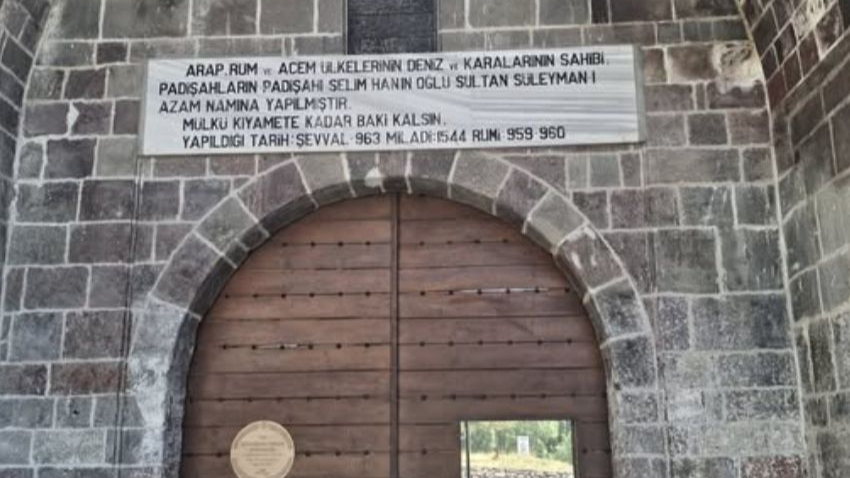 ARAP.RUM VE ACEM ÜLKELERİNİN DENİZ VE KARALARININ SAHİBİ.
PADİŞAHLARIN PADİŞAHI SELİM HANIN OĞLU SULTAN SÜLEYMAN I
AZAM NAMINA YAPILMIŞTIR.
MÜLKÜ KIYAMETE KADAR BAKİ KALSIN.
YAPILDIĞI TARİH:ŞEVVAL-963 MİLADİ:1544 RUMİ:959-960